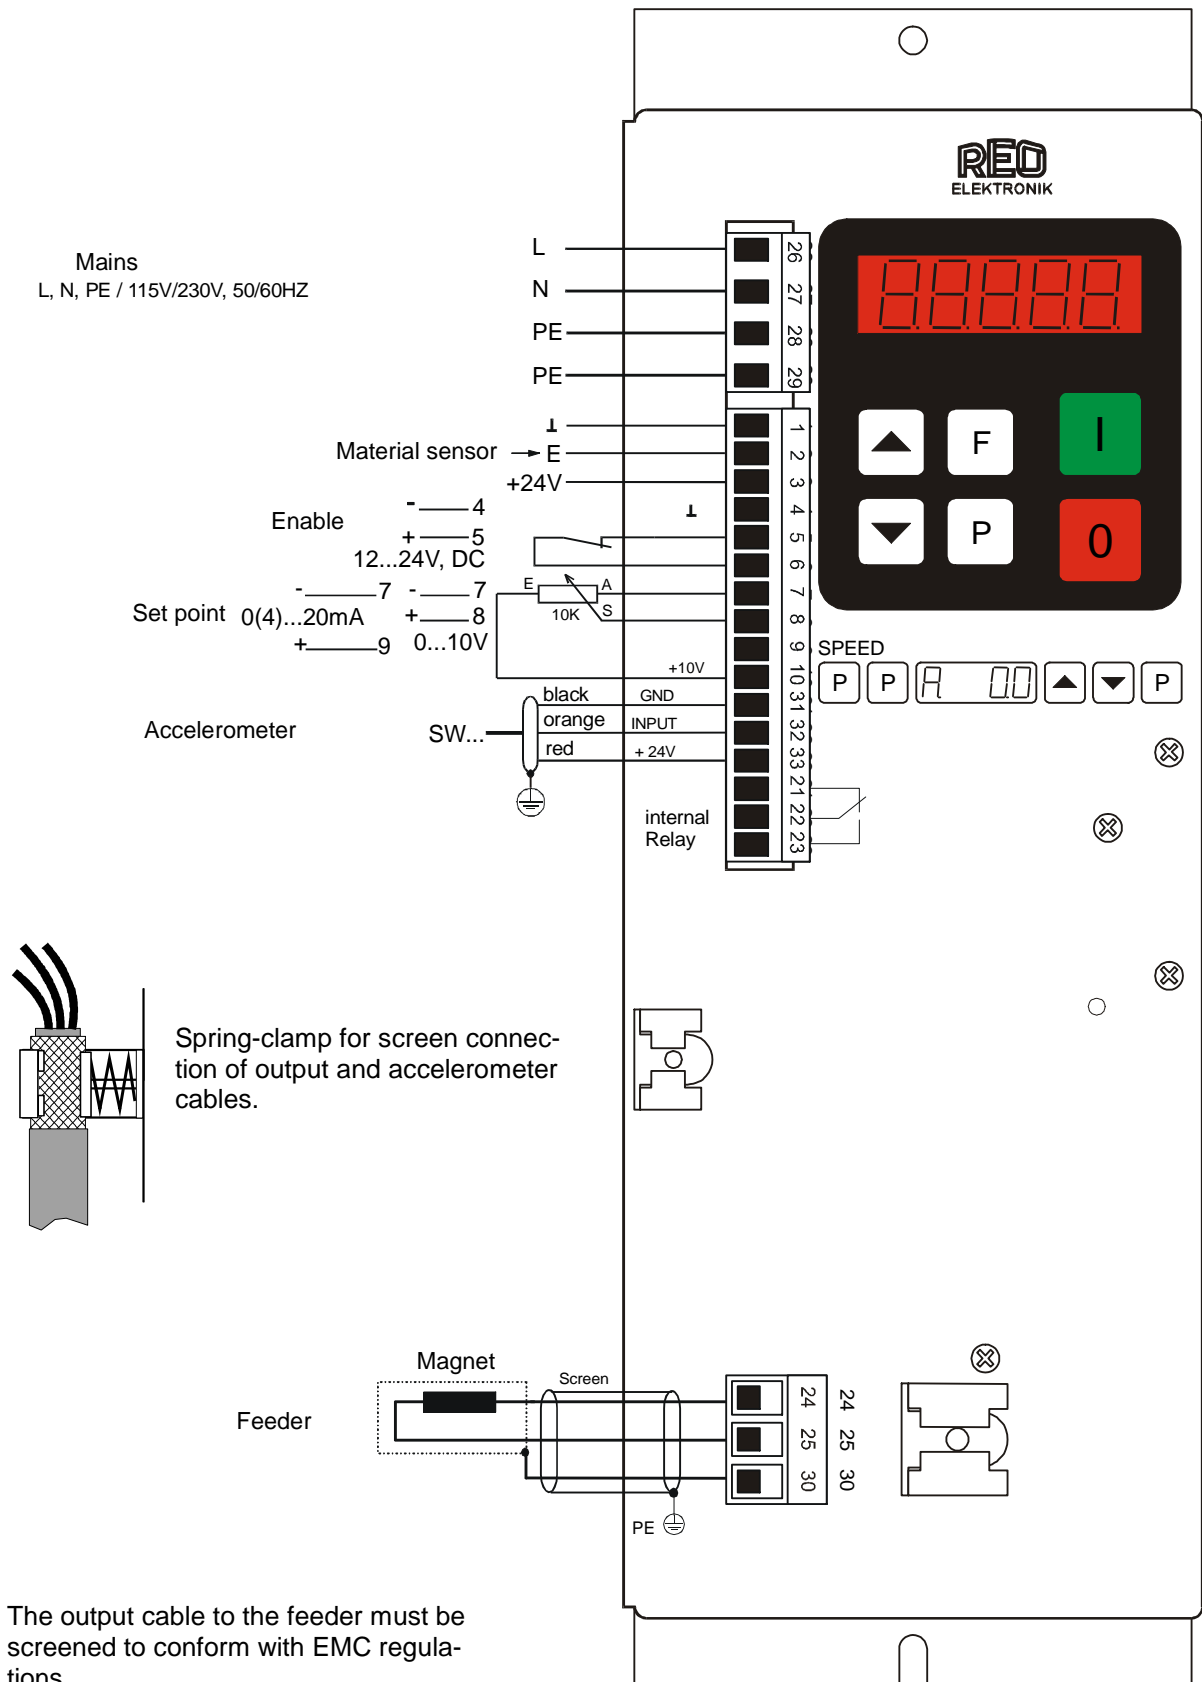 REO
ELEKTRONIK
Mains
L, N, PE / 115V/230V, 50/60HZ
L
N
PE
PE
26
27
28
29
⊥
Material sensor
E
+24V
Enable
- 4
+ 5
12...24V, DC
⊥
Set point
- 7
0(4)...20mA
+ 9
- 7
+ 8
0...10V
E
A
10K
S
+10V
1
2
3
4
5
6
7
8
9
10
31
32
33
21
22
23
F
I
P
0
SPEED
P P A 0.0 P
Accelerometer
SW...
black GND
orange INPUT
red + 24V
internal
Relay
Spring-clamp for screen connec-
tion of output and accelerometer
cables.
Magnet
Screen
Feeder
24 24
25 25
30 30
PE
The output cable to the feeder must be
screened to conform with EMC regula-
tions